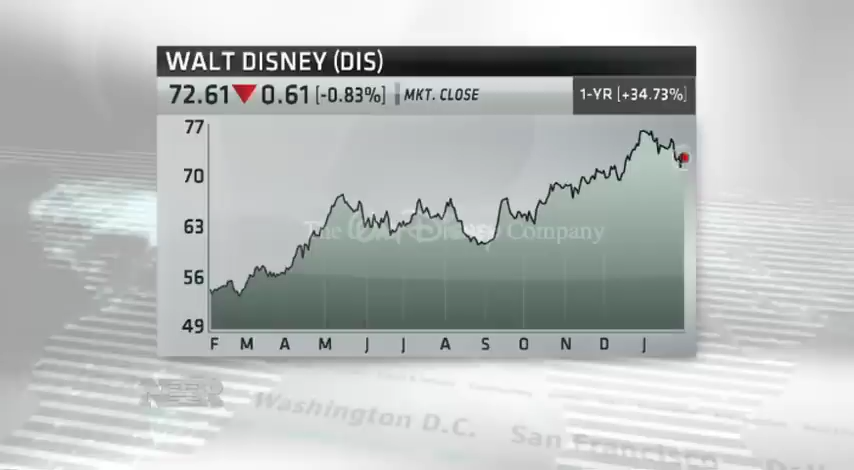 WALT DISNEY (DIS)
72.61 ▼ 0.61 [-0.83%] MKT. CLOSE 1-YR [+34.73%]
77
70
63
56
49
The Walt Disney Company
F M A M J J A S O N D J
Washington D.C.
San Francisco